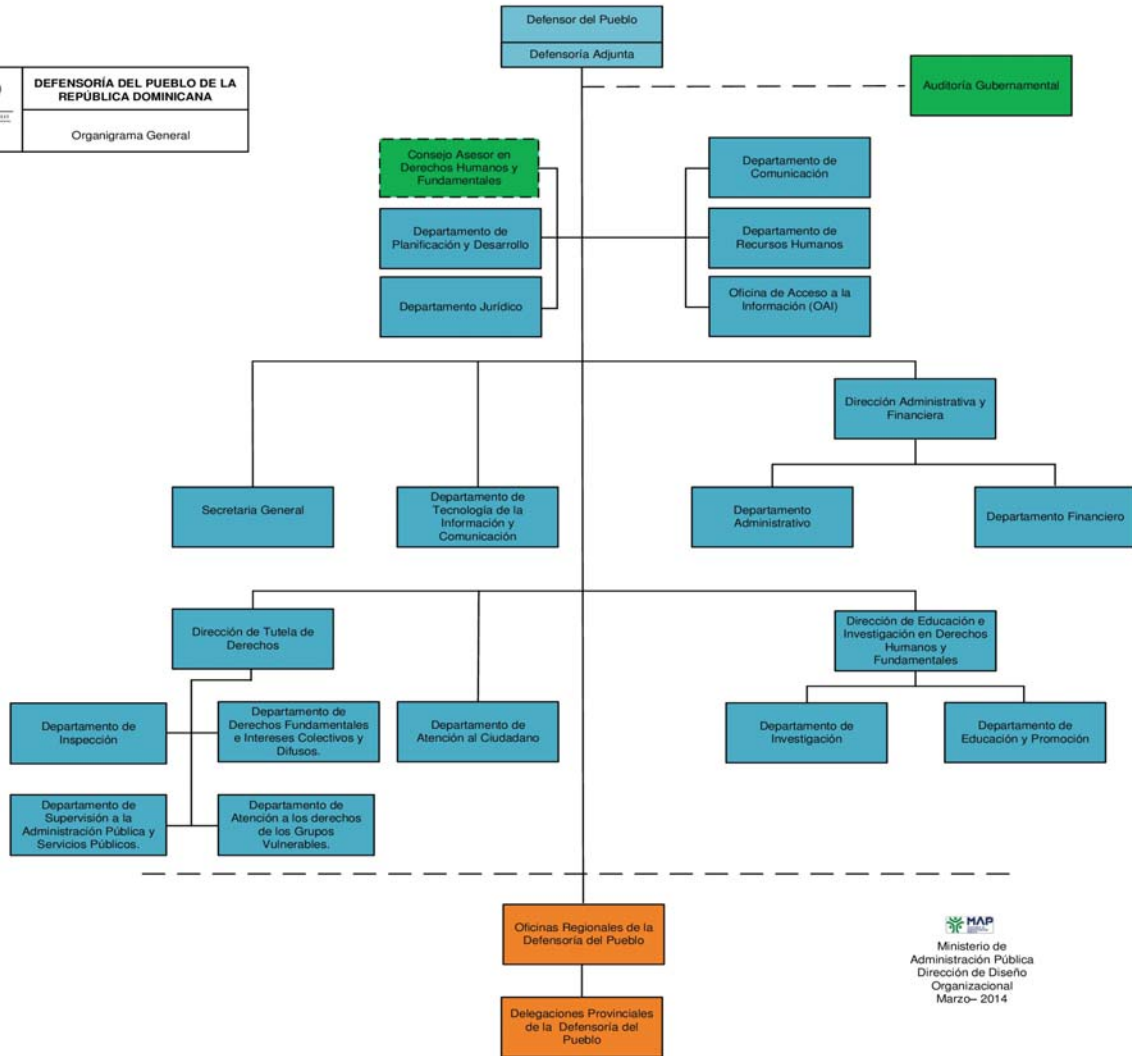 Defensor del Pueblo
Defensoría Adjunta
DEFENSORÍA DEL PUEBLO DE LA
REPÚBLICA DOMINICANA
Organigrama General
Auditoría Gubernamental
Consejo Asesor en
Derechos Humanos y
Fundamentales
Departamento de
Comunicación
Departamento de
Planificación y Desarrollo
Departamento de
Recursos Humanos
Departamento Jurídico
Oficina de Acceso a la
Información (OAI)
Dirección Administrativa y
Financiera
Secretaria General
Departamento de
Tecnología de la
Información y
Comunicación
Departamento
Administrativo
Departamento Financiero
Dirección de Tutela de
Derechos
Dirección de Educación e
Investigación en Derechos
Humanos y
Fundamentales
Departamento de
Inspección
Departamento de
Derechos Fundamentales
e Intereses Colectivos y
Difusos.
Departamento de
Atención al Ciudadano
Departamento de
Investigación
Departamento de
Educación y Promoción
Departamento de
Supervisión a la
Administración Pública y
Servicios Públicos.
Departamento de
Atención a los derechos
de los Grupos
Vulnerables.
Oficinas Regionales de la
Defensoría del Pueblo
Delegaciones Provinciales
de la Defensoría del
Pueblo
MAP
Ministerio de
Administración Pública
Dirección de Diseño
Organizacional
Marzo– 2014